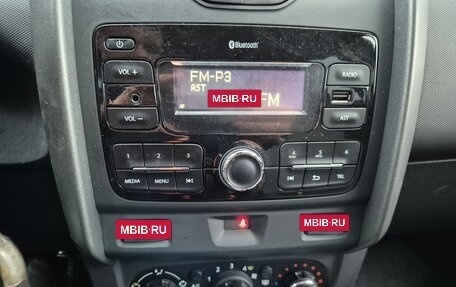 Bluetooth
VOL +
FM-P3
AST
MBIB·RU
FM
RADIO
VOL –
AST
1 2 3
4 5 6
MEDIA MENU
TEL
MBIB·RU
MBIB·RU